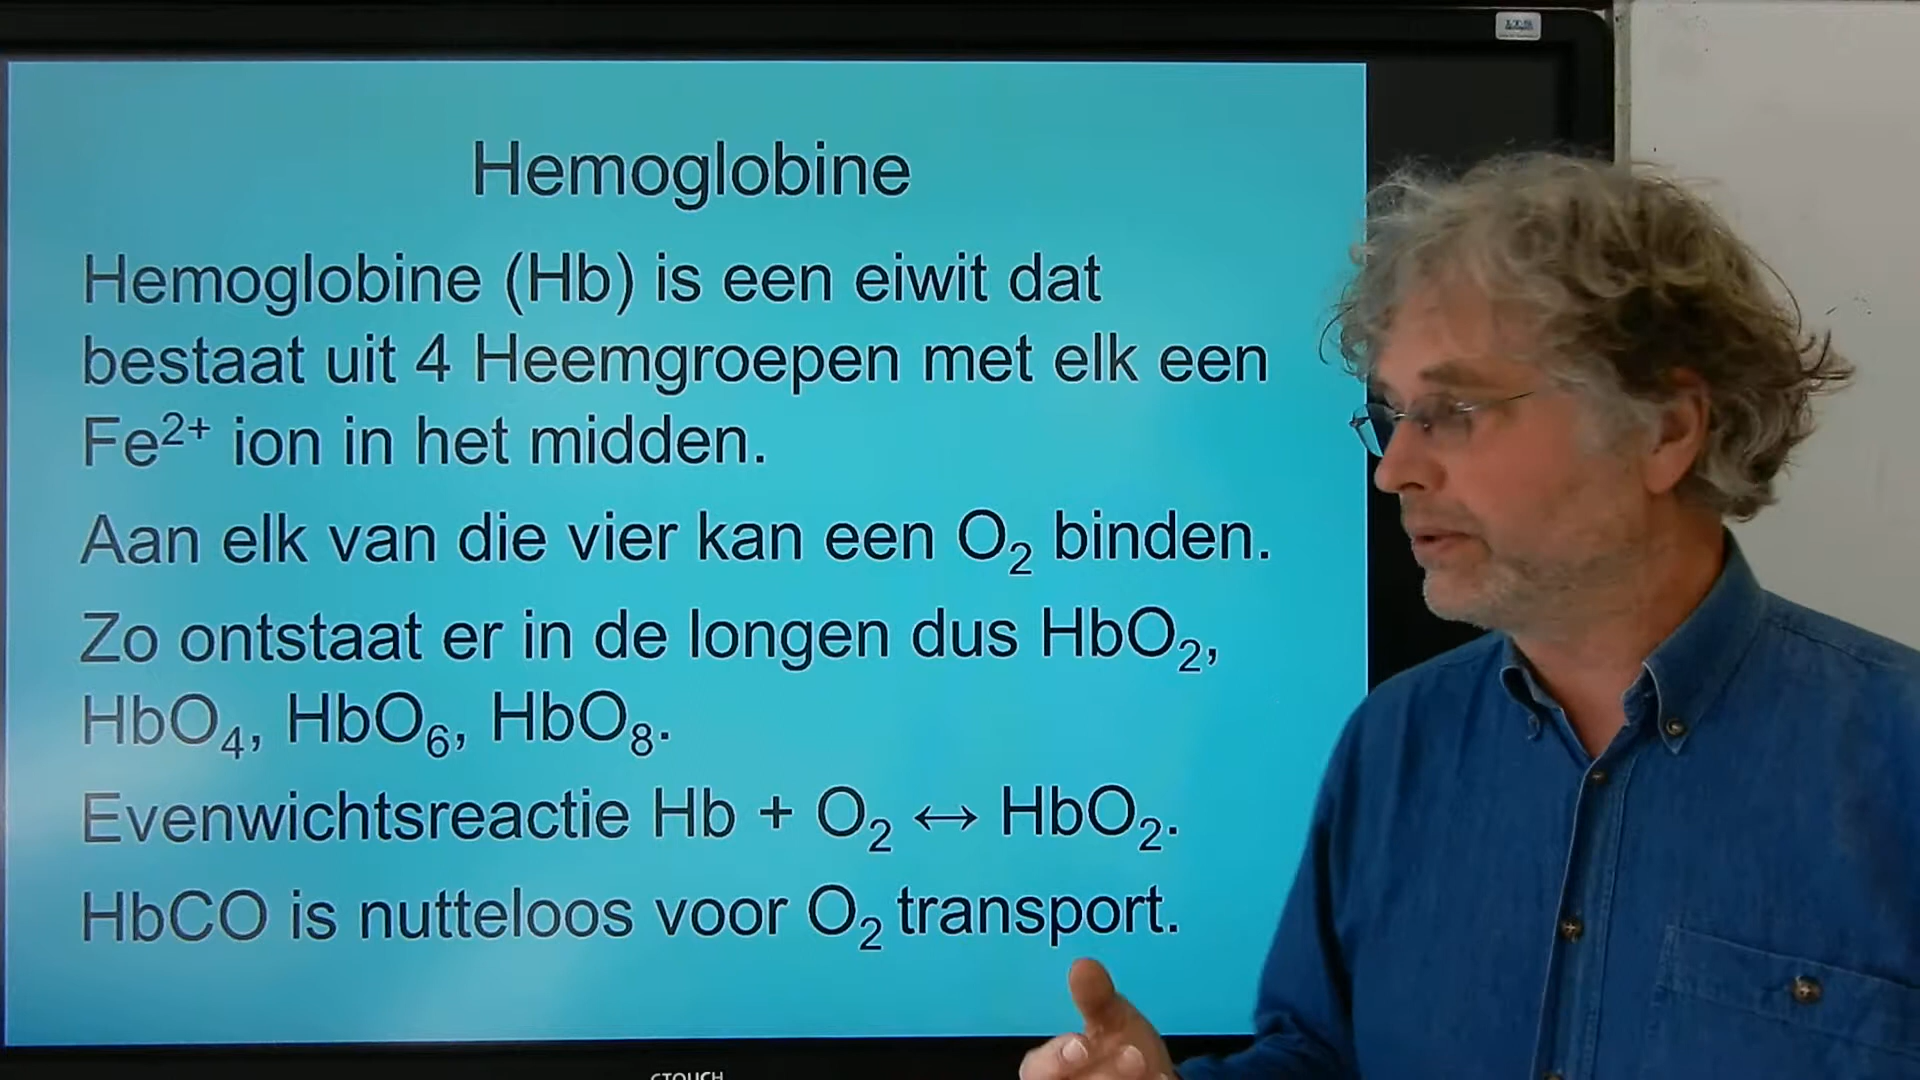 Hemoglobine
Hemoglobine (Hb) is een eiwit dat
bestaat uit 4 Heemgroepen met elk een
Fe²⁺ ion in het midden.
Aan elk van die vier kan een O₂ binden.
Zo ontstaat er in de longen dus HbO₂,
HbO₄, HbO₆, HbO₈.
Evenwichtsreactie Hb + O₂ ↔ HbO₂.
HbCO is nutteloos voor O₂ transport.
CTOUCH